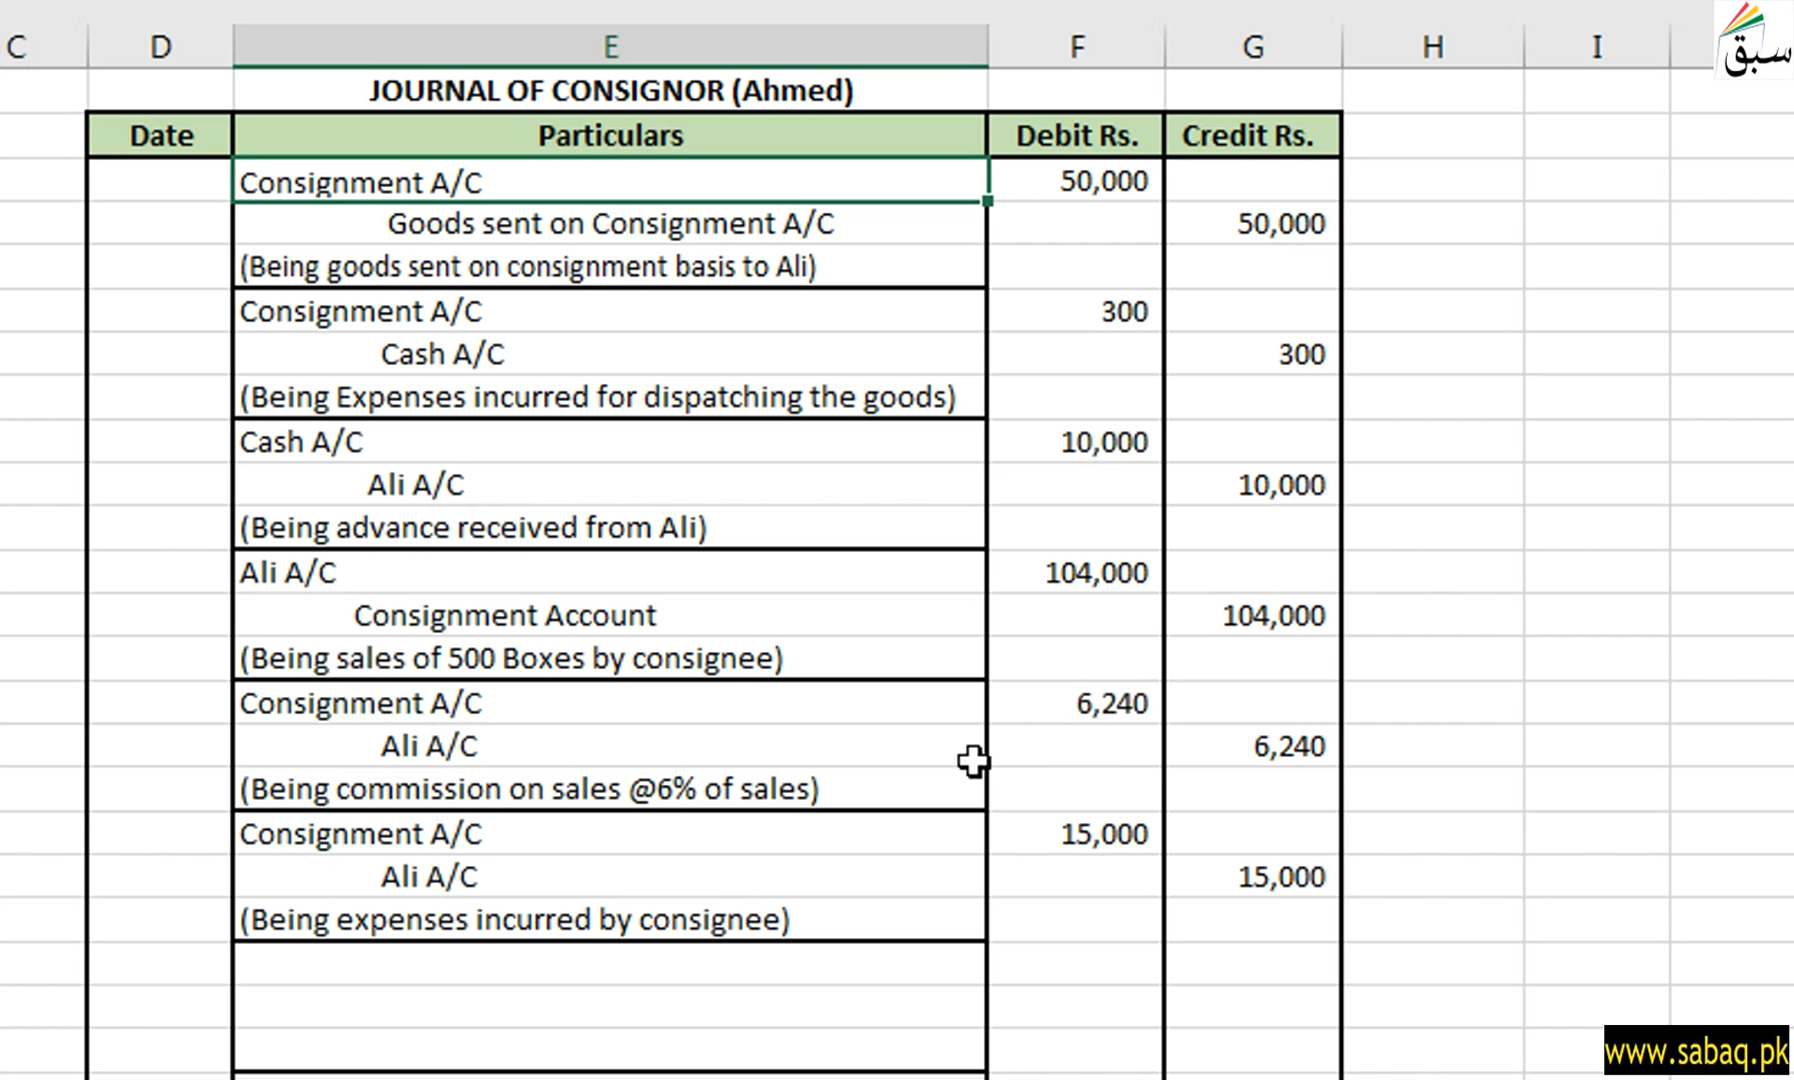 C D E F G H I
سبق
JOURNAL OF CONSIGNOR (Ahmed)
Date Particulars Debit Rs. Credit Rs.
Consignment A/C 50,000
Goods sent on Consignment A/C 50,000
(Being goods sent on consignment basis to Ali)
Consignment A/C 300
Cash A/C 300
(Being Expenses incurred for dispatching the goods)
Cash A/C 10,000
Ali A/C 10,000
(Being advance received from Ali)
Ali A/C 104,000
Consignment Account 104,000
(Being sales of 500 Boxes by consignee)
Consignment A/C 6,240
Ali A/C 6,240
(Being commission on sales @6% of sales)
Consignment A/C 15,000
Ali A/C 15,000
(Being expenses incurred by consignee)
www.sabaq.pk